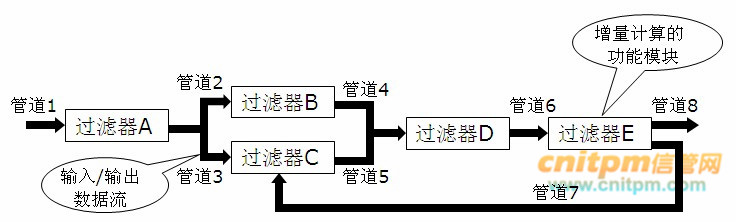 增量计算的
功能模块
管道1
过滤器A
管道2
过滤器B
管道4
管道3
过滤器C
管道5
过滤器D
管道6
过滤器E
管道8
管道7
输入/输出
数据流
cnitpm信管网
www.cnitpm.com